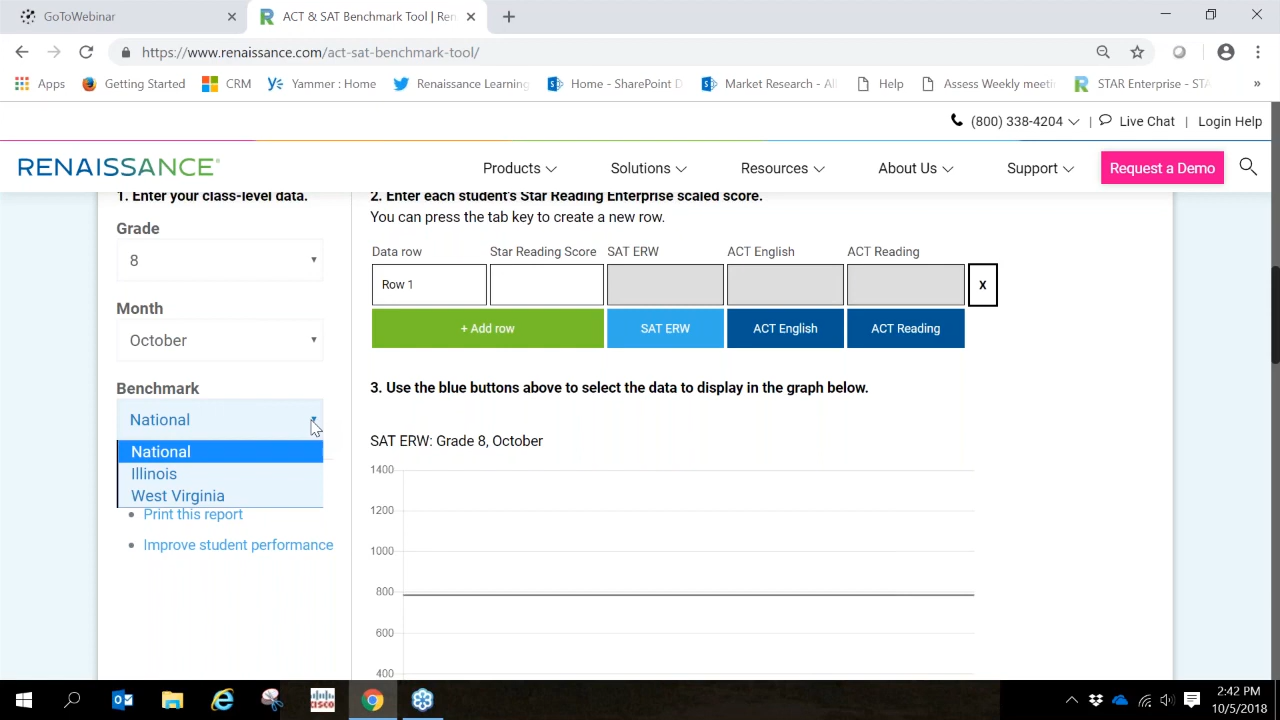 GoToWebinar
ACT & SAT Benchmark Tool | Ren
https://www.renaissance.com/act-sat-benchmark-tool/
Apps
Getting Started
CRM
Yammer : Home
Renaissance Learning
Home - SharePoint D
Market Research - All
Help
Assess Weekly meeti
STAR Enterprise - STA
»
(800) 338-4204 | Live Chat | Login Help
RENAISSANCE
Products
Solutions
Resources
About Us
Support
Request a Demo
1. Enter your class-level data.
Grade
8
Month
October
Benchmark
National
National
Illinois
West Virginia
Print this report
Improve student performance
2. Enter each student's Star Reading Enterprise scaled score.
You can press the tab key to create a new row.
Data row Star Reading Score SAT ERW ACT English ACT Reading
Row 1 X
+ Add row SAT ERW ACT English ACT Reading
3. Use the blue buttons above to select the data to display in the graph below.
SAT ERW: Grade 8, October
1400
1200
1000
800
600
400
CISCO
2:42 PM
10/5/2018